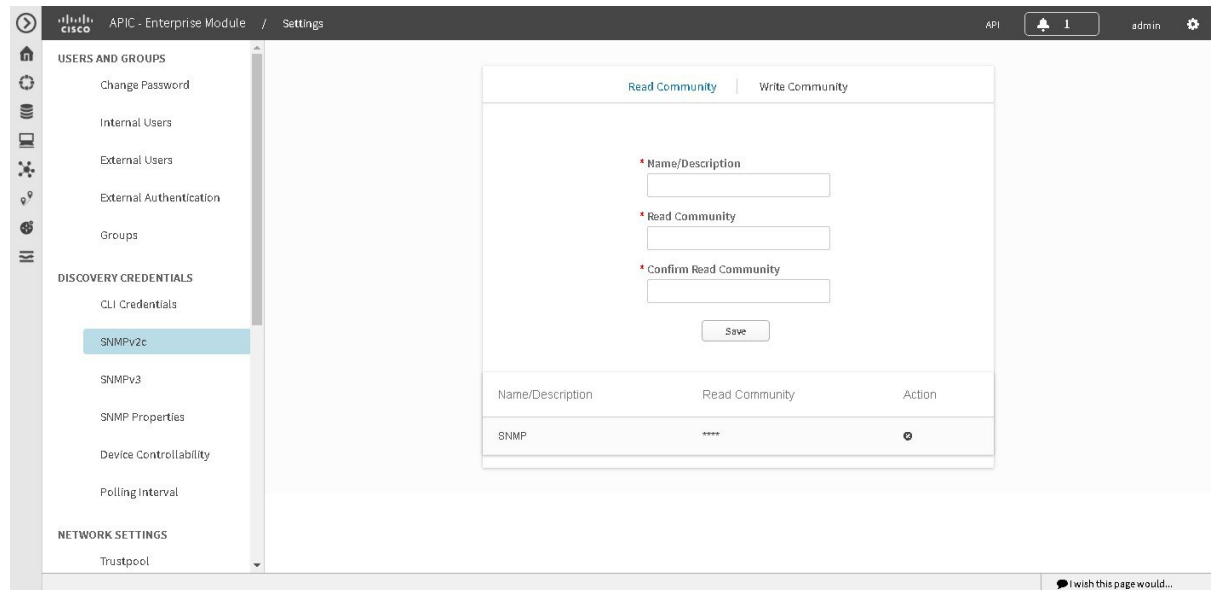 cisco APIC - Enterprise Module / Settings API 1 admin
USERS AND GROUPS
Change Password
Internal Users
External Users
External Authentication
Groups
DISCOVERY CREDENTIALS
CLI Credentials
SNMPv2c
SNMPv3
SNMP Properties
Device Controllability
Polling Interval
NETWORK SETTINGS
Trustpool
Read Community Write Community
* Name/Description
* Read Community
* Confirm Read Community
Save
Name/Description Read Community Action
SNMP ****
I wish this page would...